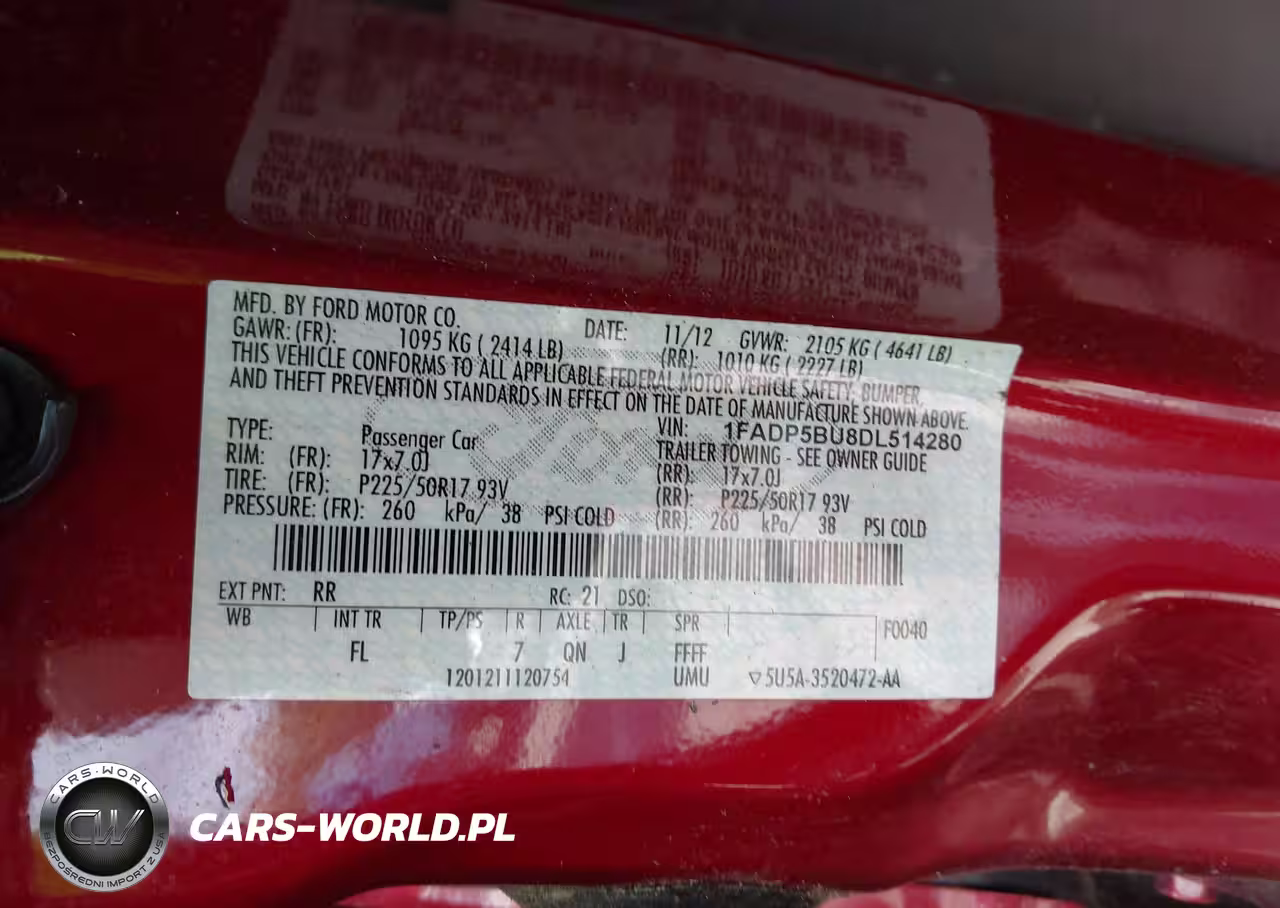 MFD. BY FORD MOTOR CO.
DATE: 11/12 GVWR: 2105 KG ( 4641 LB)
GAWR: (FR): 1095 KG ( 2414 LB) (RR): 1010 KG ( 2227 LB)
THIS VEHICLE CONFORMS TO ALL APPLICABLE FEDERAL MOTOR VEHICLE SAFETY, BUMPER,
AND THEFT PREVENTION STANDARDS IN EFFECT ON THE DATE OF MANUFACTURE SHOWN ABOVE.
VIN: 1FADP5BU8DL514280
TYPE: Passenger Car TRAILER TOWING - SEE OWNER GUIDE
RIM: (FR): 17x7.0J (RR): 17x7.0J
TIRE: (FR): P225/50R17 93V (RR): P225/50R17 93V
PRESSURE: (FR): 260 kPa/ 38 PSI COLD (RR): 260 kPa/ 38 PSI COLD
EXT PNT: RR RC: 21 DSO:
WB INT TR TP/PS R AXLE TR SPR F0040
FL 7 QN J FFFF
1201211120754 UMU ▽5U5A-3520472-AA
CARS-WORLD
CW
BEZPOŚREDNI IMPORT Z USA
CARS-WORLD.PL